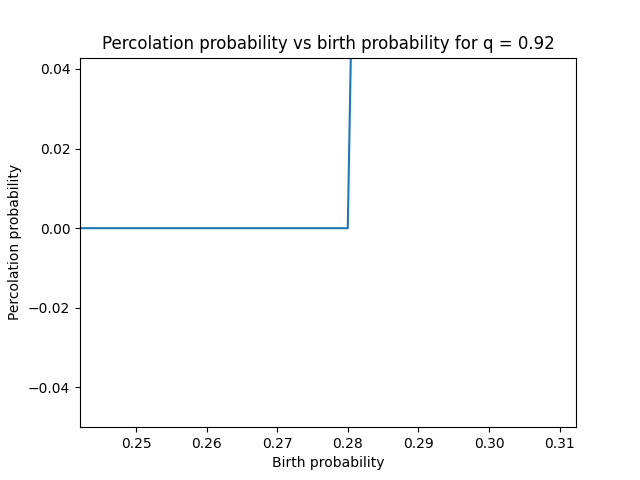 Percolation probability vs birth probability for q = 0.92
Percolation probability
0.04
0.02
0.00
−0.02
−0.04
0.25 0.26 0.27 0.28 0.29 0.30 0.31
Birth probability